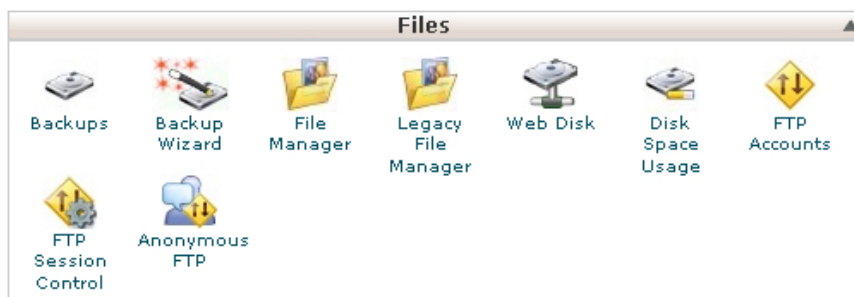 Files
Backups
Backup
Wizard
File
Manager
Legacy
File
Manager
Web Disk
Disk
Space
Usage
FTP
Accounts
FTP
Session
Control
Anonymous
FTP